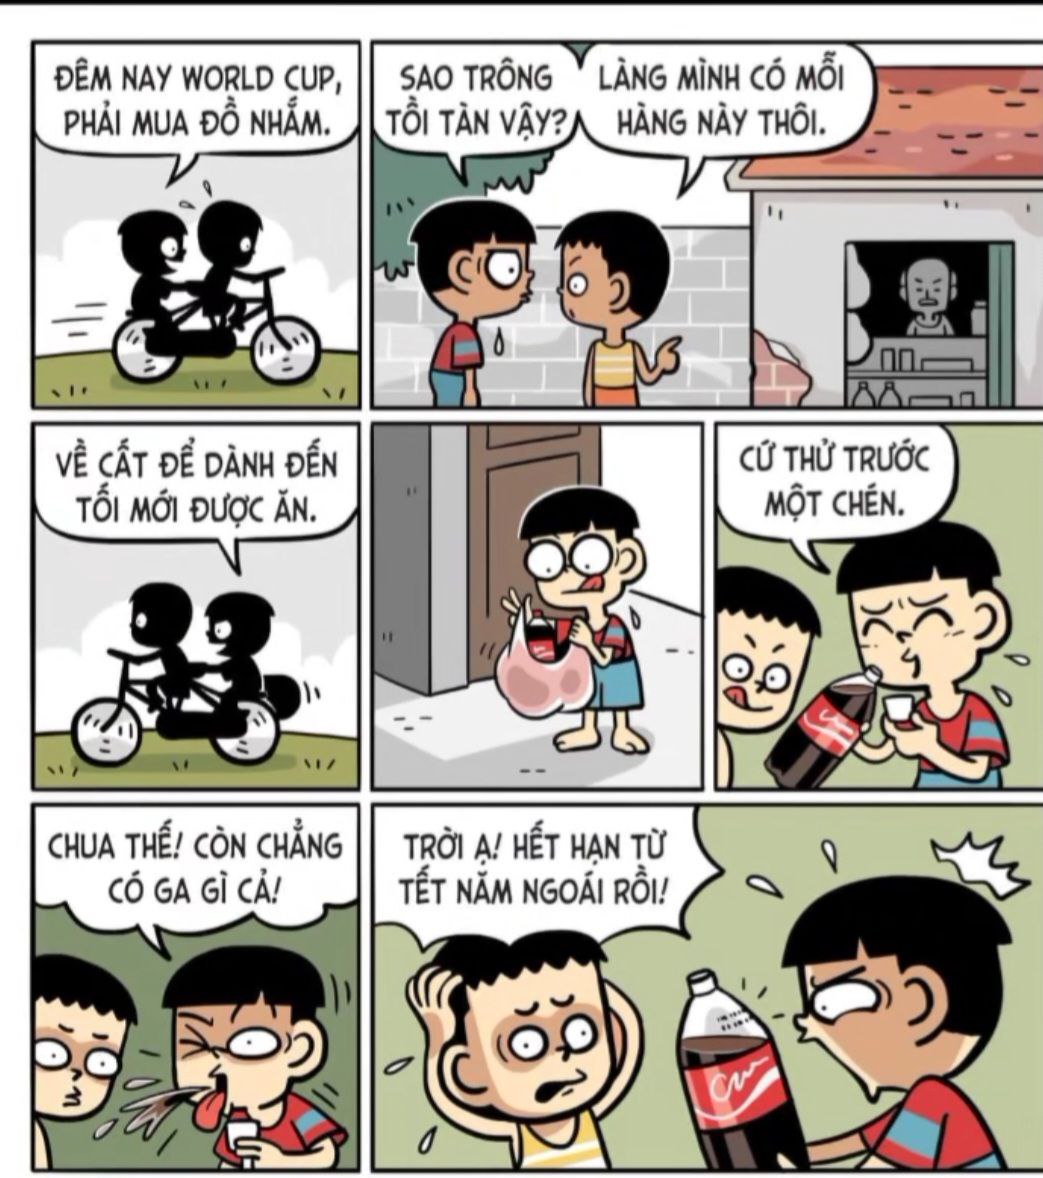 ĐÊM NAY WORLD CUP,
PHẢI MUA ĐỒ NHẮM.
SAO TRÔNG
TỒI TÀN VẬY?
LÀNG MÌNH CÓ MỖI
HÀNG NÀY THÔI.
VỀ CẤT ĐỂ DÀNH ĐẾN
TỐI MỚI ĐƯỢC ĂN.
CỨ THỬ TRƯỚC
MỘT CHÉN.
CHUA THẾ! CÒN CHẲNG
CÓ GA GÌ CẢ!
TRỜI Ạ! HẾT HẠN TỪ
TẾT NĂM NGOÁI RỒI!